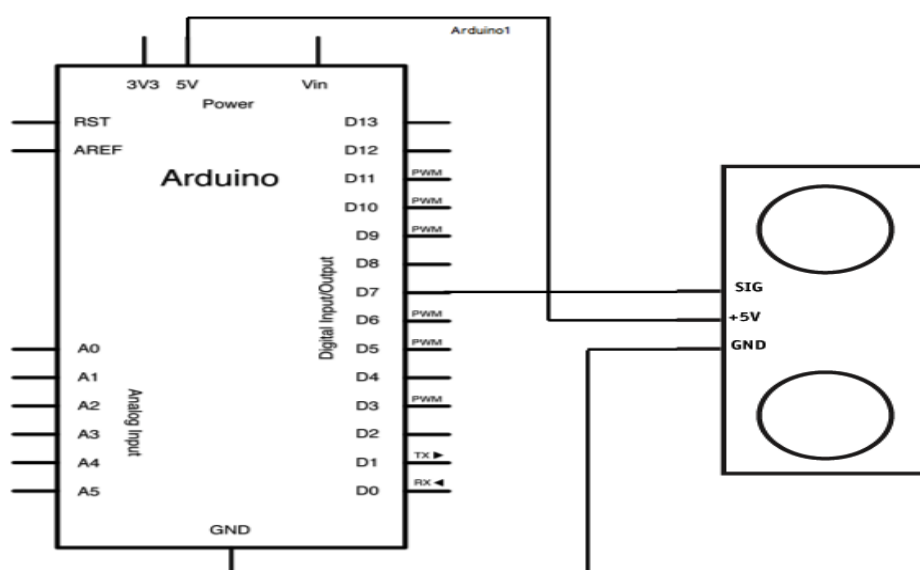 Arduino1
3V3 5V Vin
Power
RST D13
AREF D12
Arduino
D11 PWM
D10 PWM
D9 PWM
D8
D7
D6 PWM
A0 D5 PWM
A1 D4
A2 D3 PWM
A3 D2
A4 D1 TX ►
A5 D0 RX ◄
Digital Input/Output
Analog Input
GND
SIG
+5V
GND